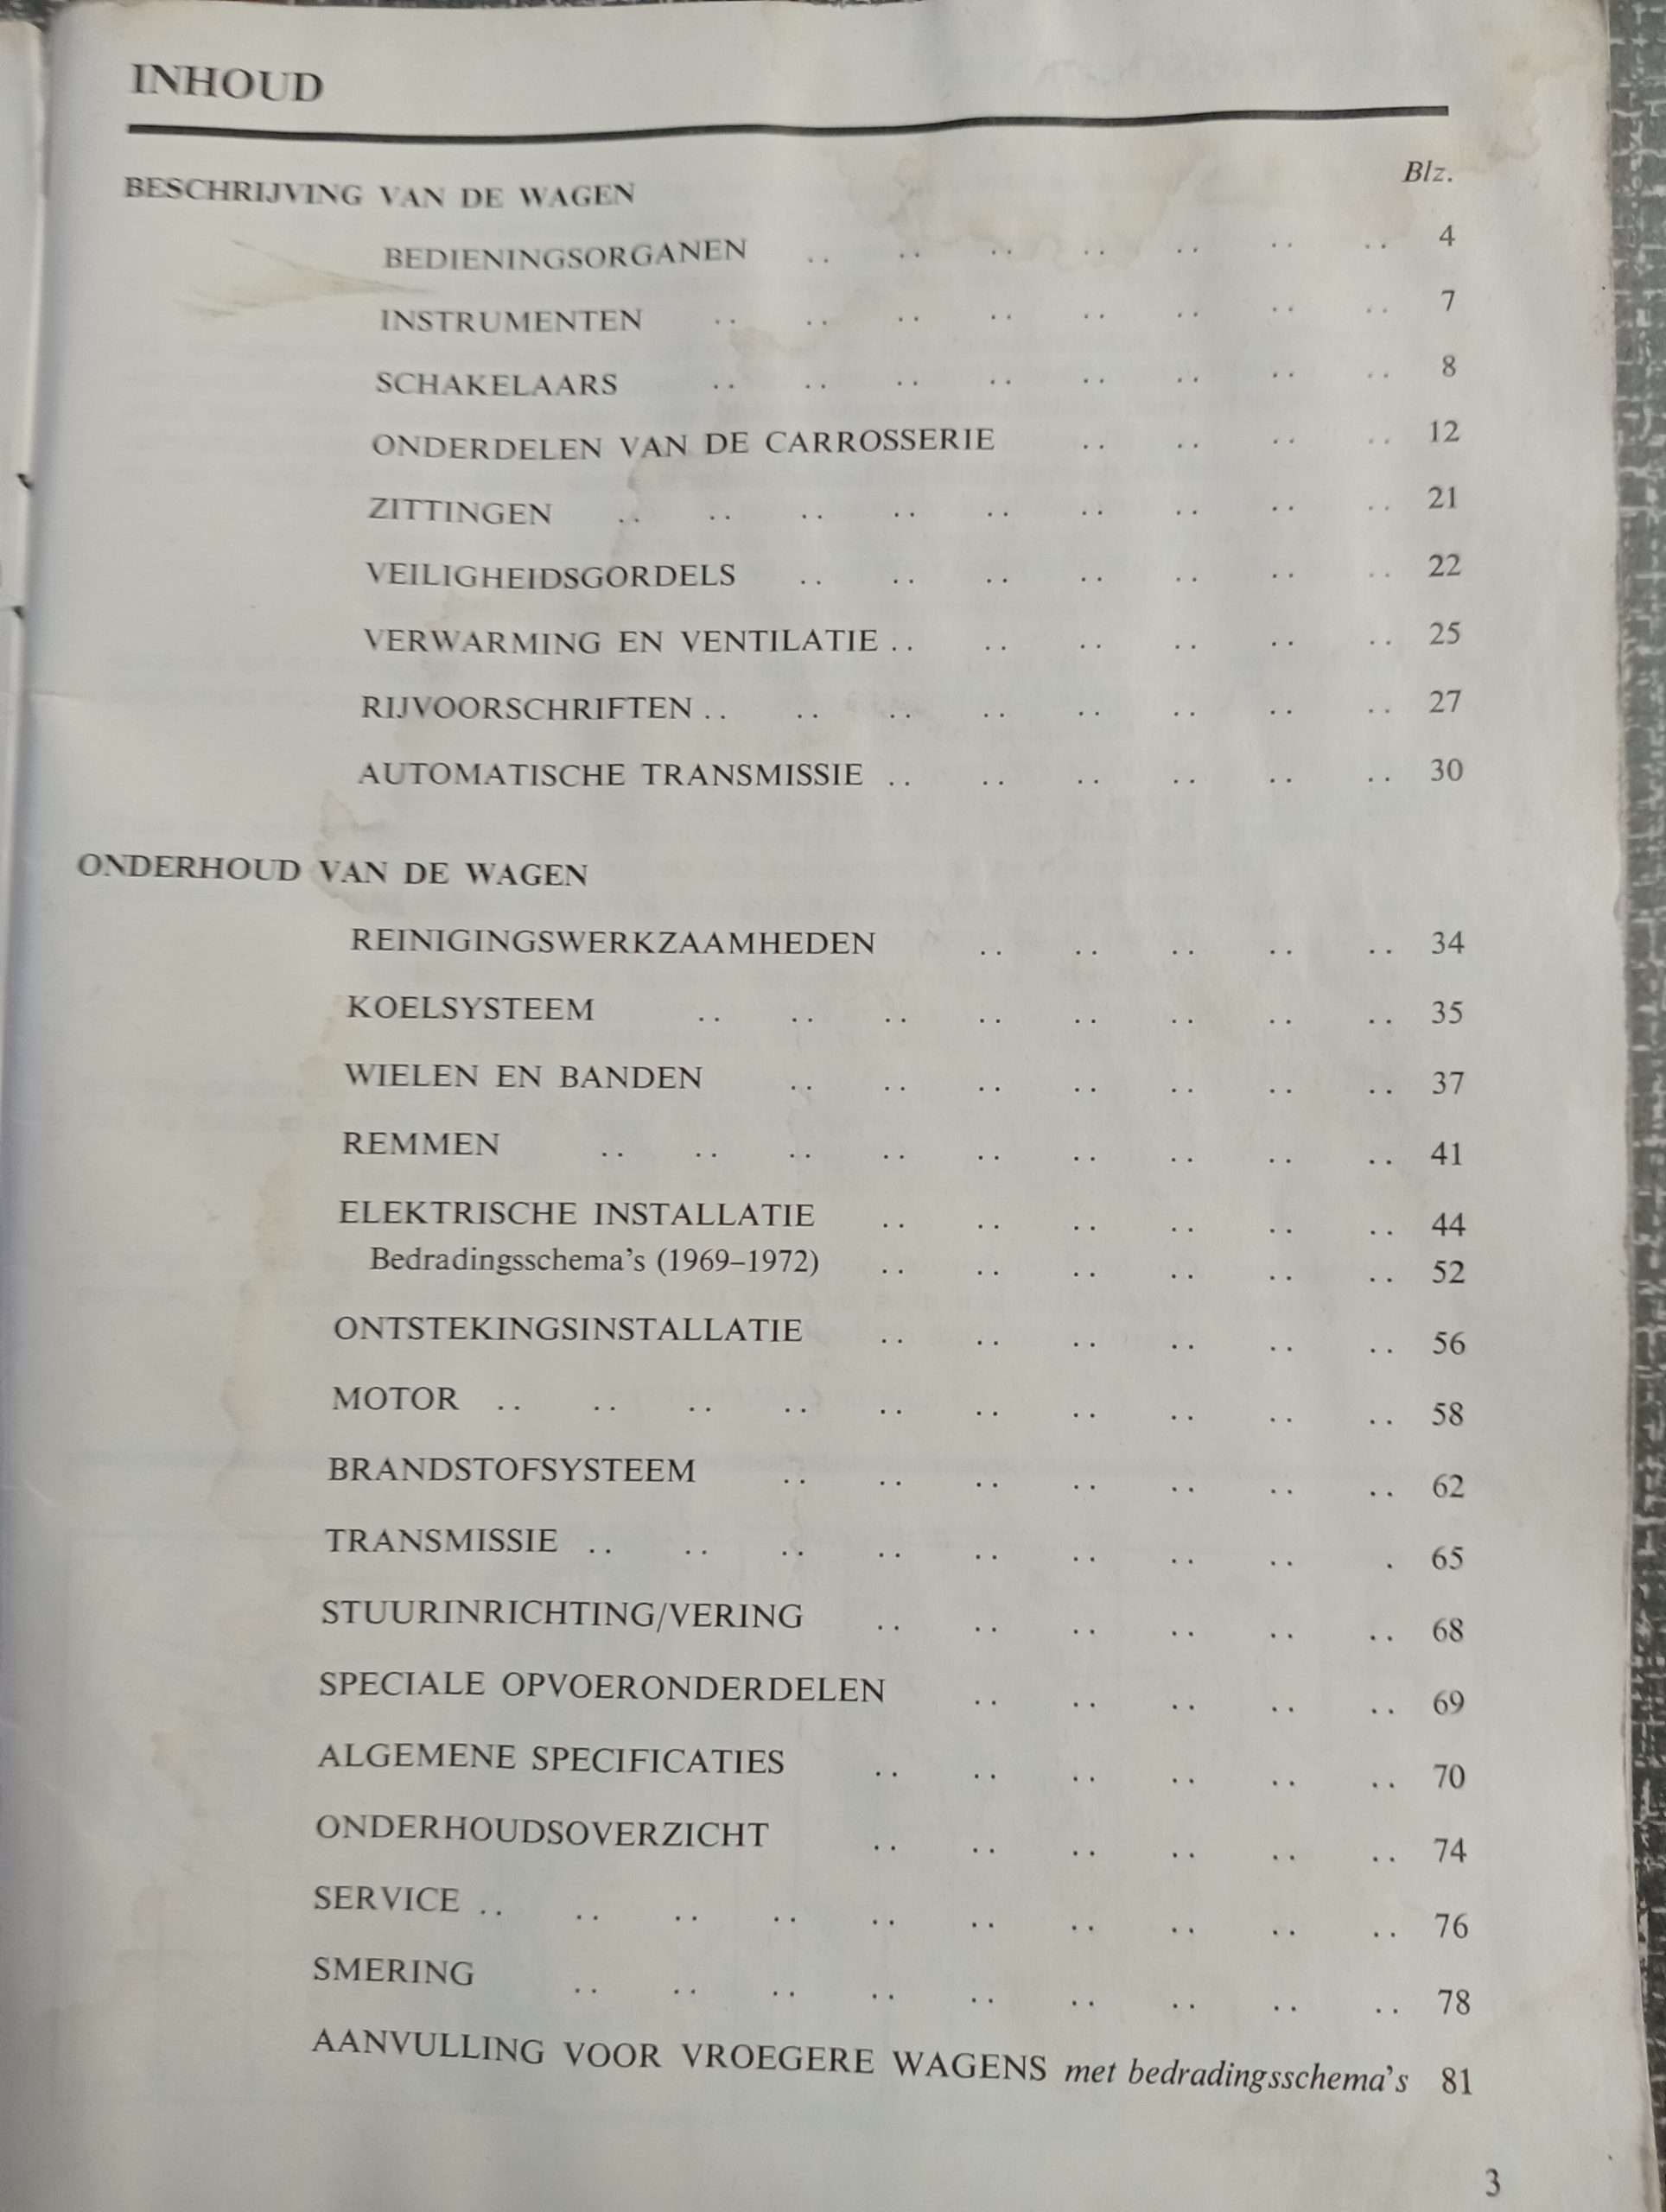 INHOUD
Blz.
BESCHRIJVING VAN DE WAGEN
BEDIENINGSORGANEN .. .. .. .. .. .. .. 4
INSTRUMENTEN .. .. .. .. .. .. .. .. 7
SCHAKELAARS .. .. .. .. .. .. .. .. 8
ONDERDELEN VAN DE CARROSSERIE .. .. .. .. 12
ZITTINGEN .. .. .. .. .. .. .. .. .. 21
VEILIGHEIDSGORDELS .. .. .. .. .. .. .. 22
VERWARMING EN VENTILATIE .. .. .. .. .. .. 25
RIJVOORSCHRIFTEN .. .. .. .. .. .. .. .. 27
AUTOMATISCHE TRANSMISSIE .. .. .. .. .. .. 30
ONDERHOUD VAN DE WAGEN
REINIGINGSWERKZAAMHEDEN .. .. .. .. .. 34
KOELSYSTEEM .. .. .. .. .. .. .. .. 35
WIELEN EN BANDEN .. .. .. .. .. .. .. 37
REMMEN .. .. .. .. .. .. .. .. .. 41
ELEKTRISCHE INSTALLATIE .. .. .. .. .. .. 44
Bedradingsschema's (1969–1972) .. .. .. .. .. .. 52
ONTSTEKINGSINSTALLATIE .. .. .. .. .. .. 56
MOTOR .. .. .. .. .. .. .. .. .. .. 58
BRANDSTOFSYSTEEM .. .. .. .. .. .. .. 62
TRANSMISSIE .. .. .. .. .. .. .. .. . 65
STUURINRICHTING/VERING .. .. .. .. .. .. 68
SPECIALE OPVOERONDERDELEN .. .. .. .. .. 69
ALGEMENE SPECIFICATIES .. .. .. .. .. .. 70
ONDERHOUDSOVERZICHT .. .. .. .. .. .. 74
SERVICE .. .. .. .. .. .. .. .. .. .. 76
SMERING .. .. .. .. .. .. .. .. .. 78
AANVULLING VOOR VROEGERE WAGENS met bedradingsschema's 81
3